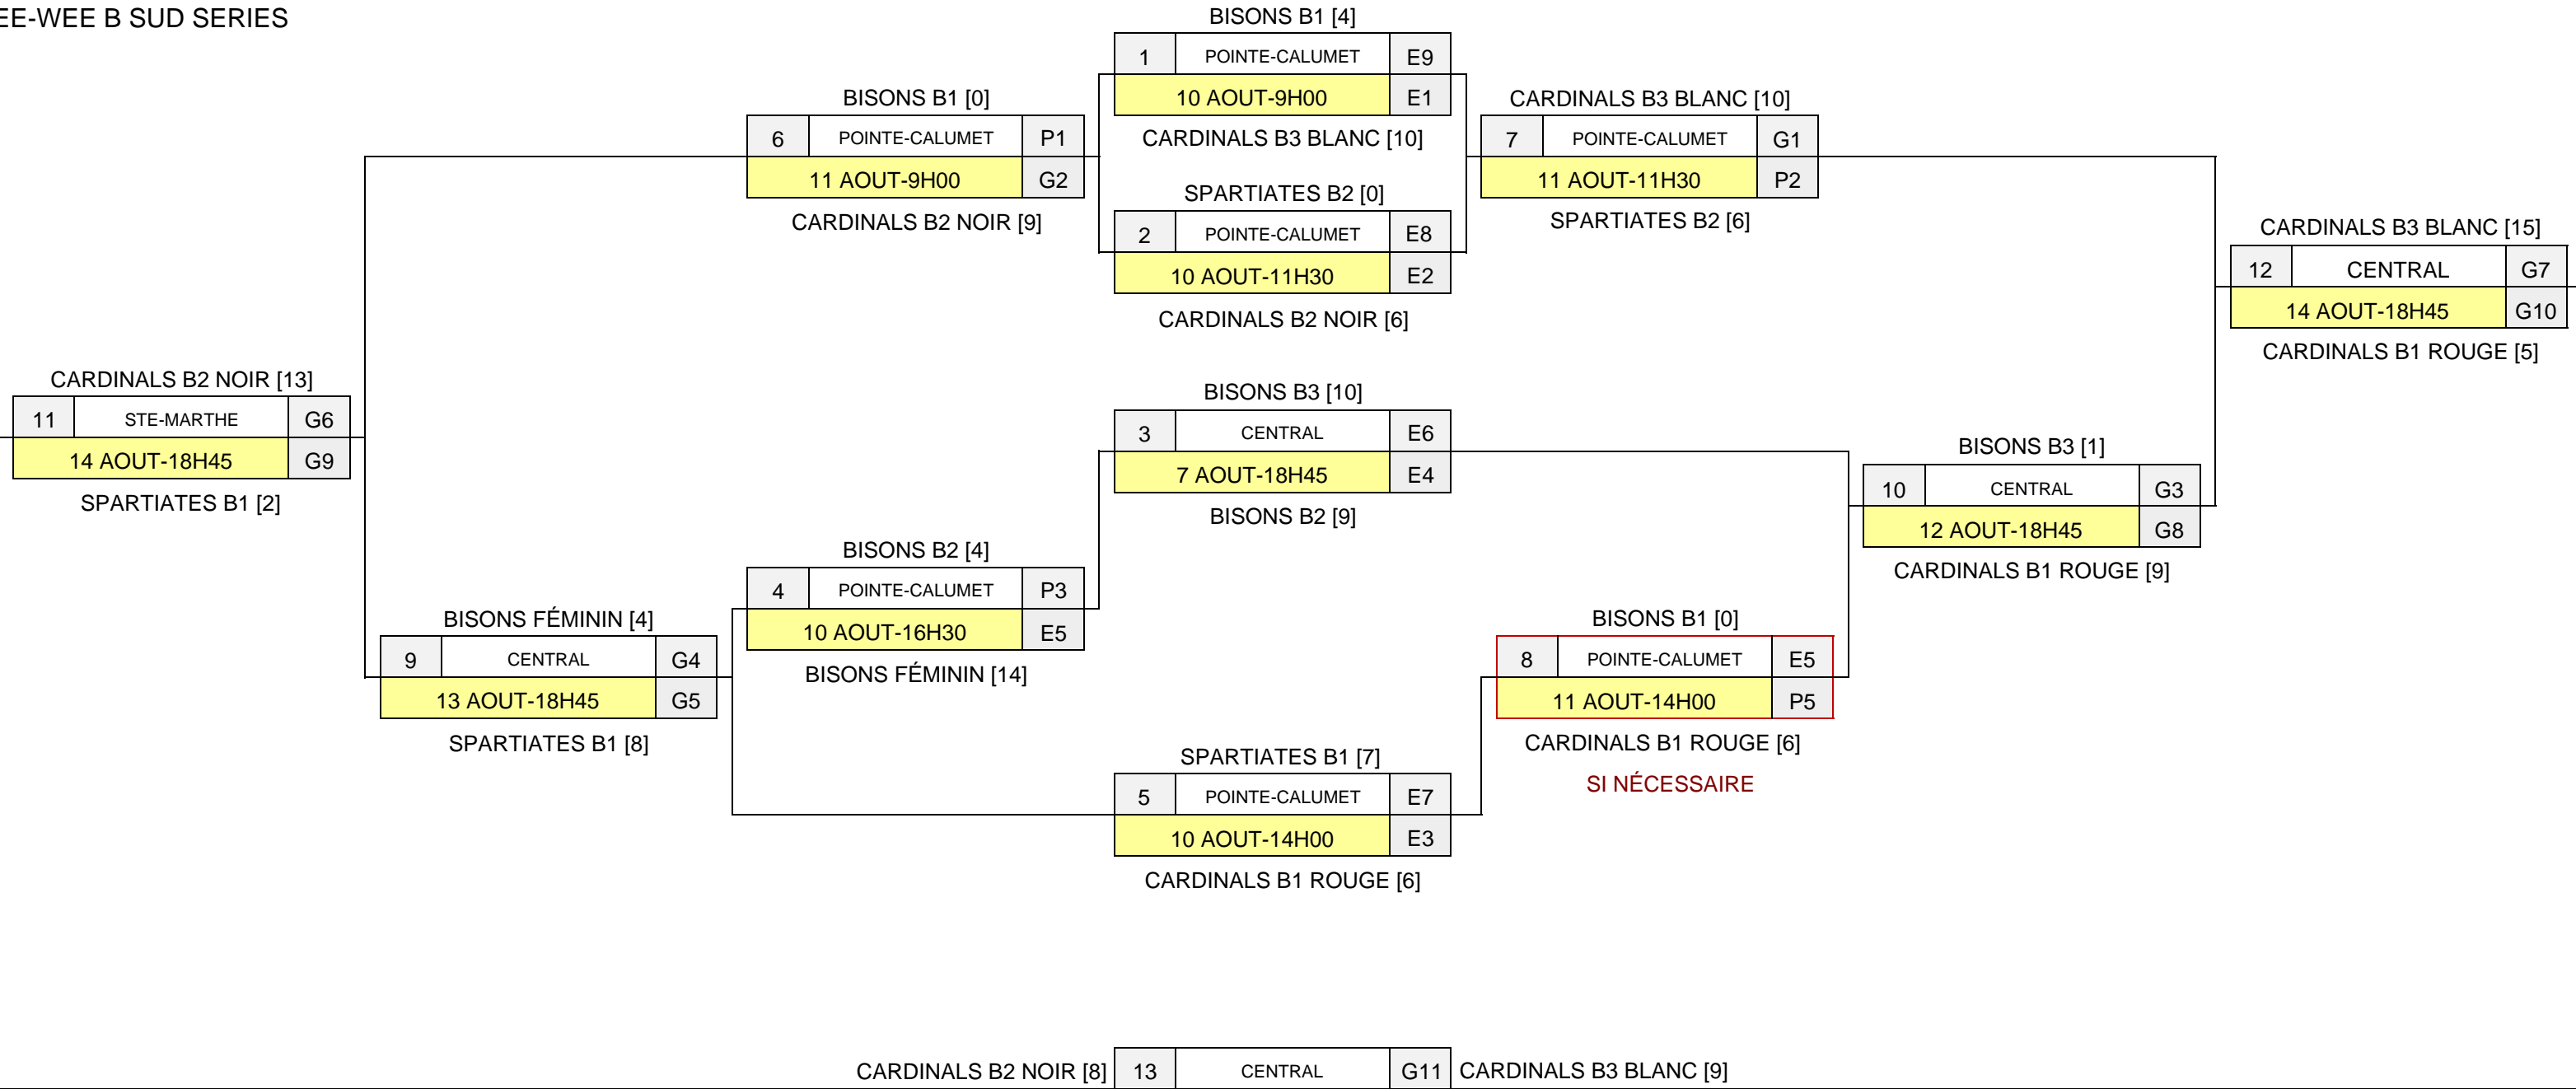 EE-WEE B SUD SERIES
BISONS B1 [4]
1 POINTE-CALUMET E9
10 AOUT-9H00 E1
CARDINALS B3 BLANC [10]
BISONS B1 [0]
6 POINTE-CALUMET P1
11 AOUT-9H00 G2
CARDINALS B2 NOIR [9]
CARDINALS B3 BLANC [10]
7 POINTE-CALUMET G1
11 AOUT-11H30 P2
SPARTIATES B2 [6]
SPARTIATES B2 [0]
2 POINTE-CALUMET E8
10 AOUT-11H30 E2
CARDINALS B2 NOIR [6]
CARDINALS B3 BLANC [15]
12 CENTRAL G7
14 AOUT-18H45 G10
CARDINALS B1 ROUGE [5]
CARDINALS B2 NOIR [13]
11 STE-MARTHE G6
14 AOUT-18H45 G9
SPARTIATES B1 [2]
BISONS B3 [10]
3 CENTRAL E6
7 AOUT-18H45 E4
BISONS B2 [9]
BISONS B3 [1]
10 CENTRAL G3
12 AOUT-18H45 G8
CARDINALS B1 ROUGE [9]
BISONS B2 [4]
4 POINTE-CALUMET P3
10 AOUT-16H30 E5
BISONS FÉMININ [14]
BISONS FÉMININ [4]
9 CENTRAL G4
13 AOUT-18H45 G5
SPARTIATES B1 [8]
BISONS B1 [0]
8 POINTE-CALUMET E5
11 AOUT-14H00 P5
CARDINALS B1 ROUGE [6]
SI NÉCESSAIRE
SPARTIATES B1 [7]
5 POINTE-CALUMET E7
10 AOUT-14H00 E3
CARDINALS B1 ROUGE [6]
CARDINALS B2 NOIR [8] 13 CENTRAL G11 CARDINALS B3 BLANC [9]